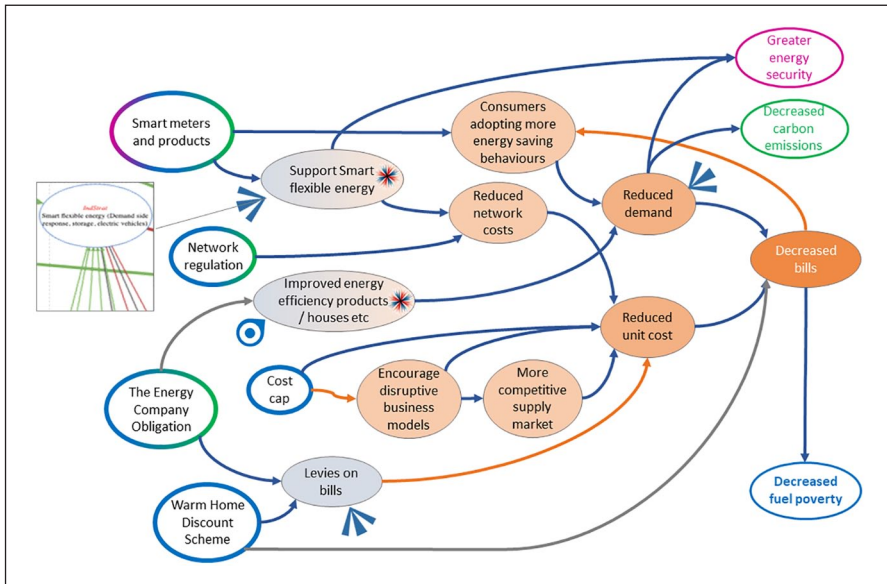 Greater
energy
security
Smart meters
and products
Consumers
adopting more
energy saving
behaviours
Decreased
carbon
emissions
Support Smart
flexible energy
Smart flexible energy (Demand side
response, storage, electric vehicles)
Reduced
network
costs
Reduced
demand
Network
regulation
Decreased
bills
Improved energy
efficiency products
/ houses etc
Reduced
unit cost
Cost
cap
Encourage
disruptive
business
models
More
competitive
supply
market
The Energy
Company
Obligation
Levies on
bills
Decreased
fuel poverty
Warm Home
Discount
Scheme